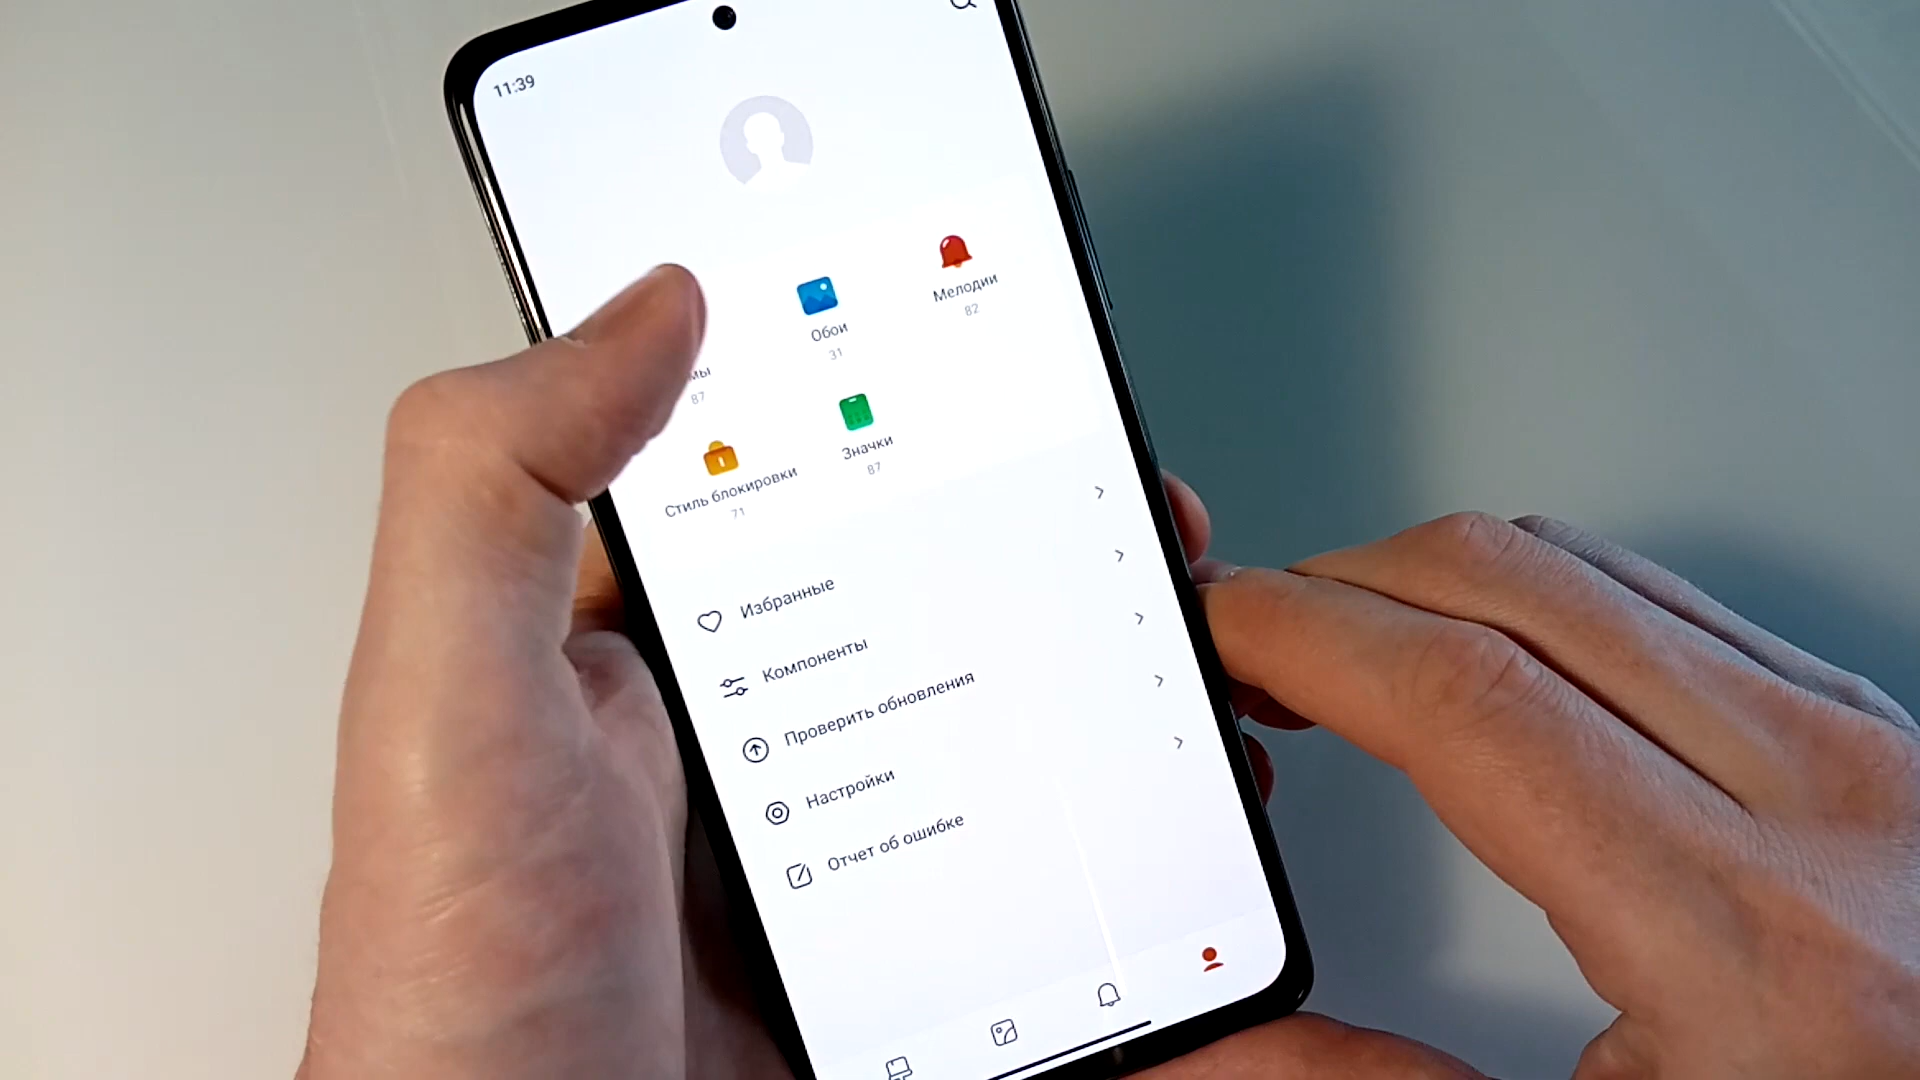 11:39
Мелодии
82
Обои
31
мы
87
Значки
87
Стиль блокировки
71
Избранные
Компоненты
Проверить обновления
Настройки
Отчет об ошибке